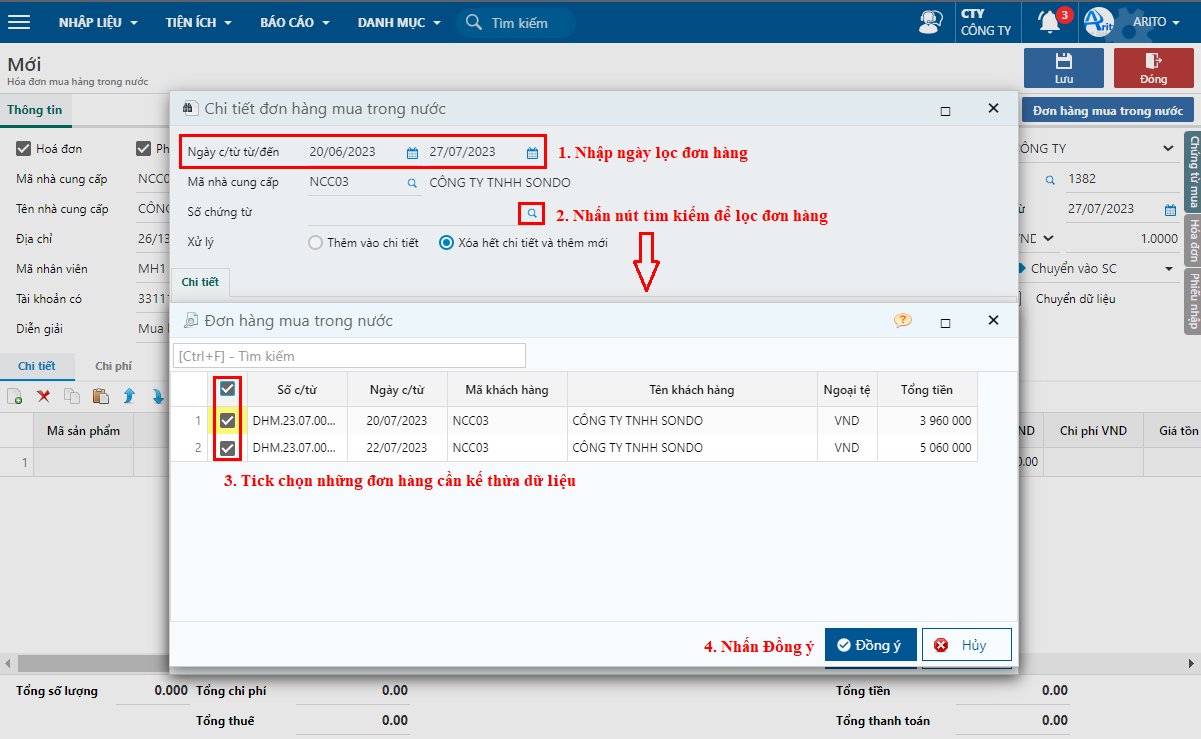 NHẬP LIỆU TIỆN ÍCH BÁO CÁO DANH MỤC Tìm kiếm CTY CÔNG TY 3 Arit ARITO
Mới
Hóa đơn mua hàng trong nước
Lưu Đóng
Thông tin
Đơn hàng mua trong nước
Chi tiết đơn hàng mua trong nước
Hoá đơn
Ngày c/từ từ/đến 20/06/2023 27/07/2023 1. Nhập ngày lọc đơn hàng
ÔNG TY
Mã nhà cung cấp NCC0
Mã nhà cung cấp NCC03 CÔNG TY TNHH SONDO
1382
Tên nhà cung cấp CÔNG
Số chứng từ 2. Nhấn nút tìm kiếm để lọc đơn hàng
27/07/2023
Địa chỉ 26/13
Xử lý Thêm vào chi tiết Xóa hết chi tiết và thêm mới
1.0000
Chứng từ mua
Hóa đơn
Phiếu nhập
Mã nhân viên MH1
Chuyển vào SC
Chi tiết
Tài khoản có 33111
Chuyển dữ liệu
Diễn giải Mua
Đơn hàng mua trong nước ?
[Ctrl+F] - Tìm kiếm
Chi tiết Chi phí
Số c/từ Ngày c/từ Mã khách hàng Tên khách hàng Ngoại tệ Tổng tiền
1 DHM.23.07.00... 20/07/2023 NCC03 CÔNG TY TNHH SONDO VND 3 960 000
2 DHM.23.07.00... 22/07/2023 NCC03 CÔNG TY TNHH SONDO VND 5 060 000
Mã sản phẩm
ND Chi phí VND Giá tồn
1
0.00
3. Tick chọn những đơn hàng cần kế thừa dữ liệu
4. Nhấn Đồng ý Đồng ý Hủy
Tổng số lượng 0.000 Tổng chi phí 0.00 Tổng tiền 0.00
Tổng thuế 0.00 Tổng thanh toán 0.00